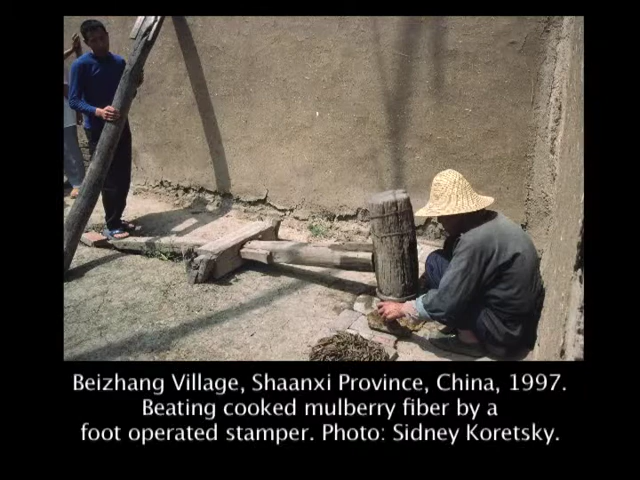 Beizhang Village, Shaanxi Province, China, 1997.
Beating cooked mulberry fiber by a
foot operated stamper. Photo: Sidney Koretsky.